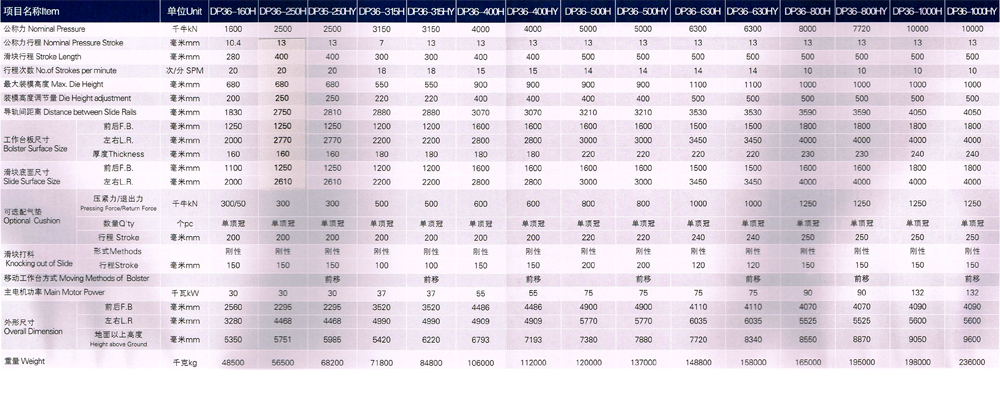 项目名称Item 单位Unit DP36-160H DP36-250H DP36-250HY DP36-315H DP36-315HY DP36-400H DP36-400HY DP36-500H DP36-500HY DP36-630H DP36-630HY DP36-800H DP36-800HY DP36-1000H DP36-1000HY
公称力 Nominal Pressure 千牛kN 1600 2500 2500 3150 3150 4000 4000 5000 5000 6300 6300 8000 7720 10000 10000
公称力行程 Nominal Pressure Stroke 毫米mm 10.4 13 13 7 13 13 13 13 13 13 13 13 13 13 13
滑块行程 Stroke Length 毫米mm 280 400 400 300 300 400 400 500 500 500 500 500 500 500 500
行程次数 No.of Strokes per minute 次/分 SPM 20 20 20 18 18 15 15 14 14 14 14 10 10 10 10
最大装模高度 Max. Die Height 毫米mm 680 680 680 550 550 900 900 900 900 1100 1100 1000 1000 1000 1000
装模高度调节量 Die Height adjustment 毫米mm 200 250 250 220 220 400 400 400 400 500 500 500 500 500 500
导轨间距离 Distance between Slide Rails 毫米mm 1830 2750 2810 2880 2880 3070 3070 3210 3210 3530 3530 3590 3590 4050 4050
工作台板尺寸 Bolster Surface Size
前后F.B. 毫米mm 1250 1250 1250 1200 1200 1600 1600 1600 1600 1500 1500 1800 1800 1800 1800
左右L.R. 毫米mm 2000 2770 2770 2200 2200 2800 2800 3000 3000 3450 3450 4000 4000 4000 4000
厚度Thickness 毫米mm 160 160 160 180 180 180 180 220 220 220 220 230 230 240 240
滑块底面尺寸 Slide Surface Size
前后F.B. 毫米mm 1100 1250 1250 1200 1200 1600 1600 1600 1600 1500 1500 1800 1600 1800 1800
左右L.R. 毫米mm 2000 2610 2610 2200 2200 2800 2800 3000 3000 3450 3450 4000 4000 4000 4000
可选配气垫 Optional Cushion
压紧力/退出力 Pressing Force/Return Force 千牛kN 300/50 300 300 500 500 600 600 800 800 1000 1000 1250 1250 1250 1250
数量Q'ty 个pc 单顶冠 单顶冠 单顶冠 单顶冠 单顶冠 单顶冠 单顶冠 单顶冠 单顶冠 单顶冠 单顶冠 单顶冠 单顶冠 单顶冠 单顶冠
行程 Stroke 毫米mm 200 200 200 200 200 200 200 220 220 240 240 250 250 250 250
滑块打料 Knocking out of Slide
形式Methods 刚性 刚性 刚性 刚性 刚性 刚性 刚性 刚性 刚性 刚性 刚性 刚性 刚性 刚性 刚性
行程Stroke 毫米mm 150 150 150 100 100 150 150 200 200 120 120 150 150 150 150
移动工作台方式 Moving Methods of Bolster 前移 前移 前移 前移 前移 前移 前移
主电机功率 Main Motor Power 千瓦kW 30 30 30 37 37 55 55 75 75 75 75 90 90 132 132
外形尺寸 Overall Dimension
前后F.B 毫米mm 2560 2295 2295 3520 3520 4486 4486 4900 4900 4110 4110 4070 4070 4090 4090
左右L.R 毫米mm 3280 4468 4468 4990 4990 4909 4909 5770 5770 6035 6035 5525 5525 5600 5600
地面以上高度 Height above Ground 毫米mm 5350 5751 5985 5420 6220 6793 7193 7380 7880 7720 8340 8550 8870 9050 9600
重量 Weight 千克kg 48500 56500 68200 71800 84800 106000 112000 120000 137000 148800 158000 165000 195000 198000 236000